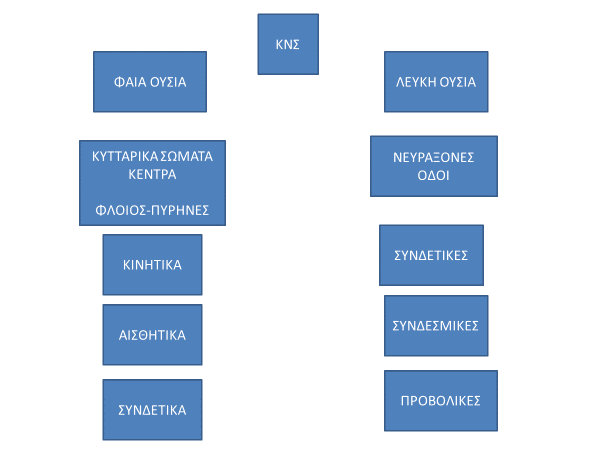 ΚΝΣ
ΦΑΙΑ ΟΥΣΙΑ
ΛΕΥΚΗ ΟΥΣΙΑ
ΚΥΤΤΑΡΙΚΑ ΣΩΜΑΤΑ
ΚΕΝΤΡΑ
ΦΛΟΙΟΣ-ΠΥΡΗΝΕΣ
ΝΕΥΡΑΞΟΝΕΣ
ΟΔΟΙ
ΚΙΝΗΤΙΚΑ
ΣΥΝΔΕΤΙΚΕΣ
ΑΙΣΘΗΤΙΚΑ
ΣΥΝΔΕΣΜΙΚΕΣ
ΣΥΝΔΕΤΙΚΑ
ΠΡΟΒΟΛΙΚΕΣ